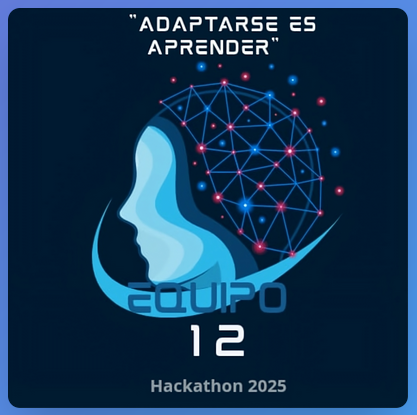 "ADAPTARSE ES
APRENDER"
EQUIPO
12
Hackathon 2025